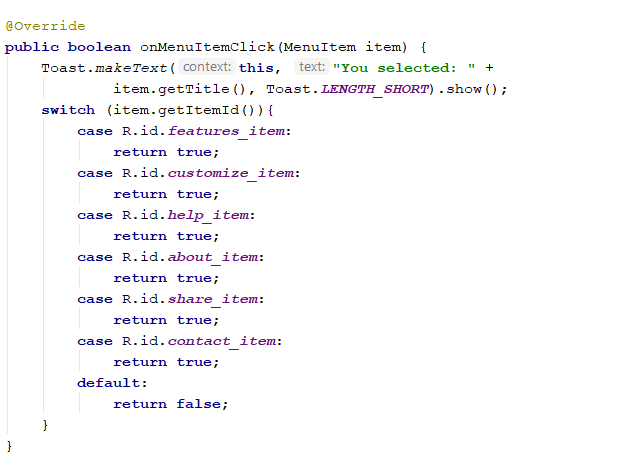 @Override
public boolean onMenuItemClick(MenuItem item) {
    Toast.makeText( context: this,  text: "You selected: " +
            item.getTitle(), Toast.LENGTH_SHORT).show();
    switch (item.getItemId()){
        case R.id.features_item:
            return true;
        case R.id.customize_item:
            return true;
        case R.id.help_item:
            return true;
        case R.id.about_item:
            return true;
        case R.id.share_item:
            return true;
        case R.id.contact_item:
            return true;
        default:
            return false;
    }
}